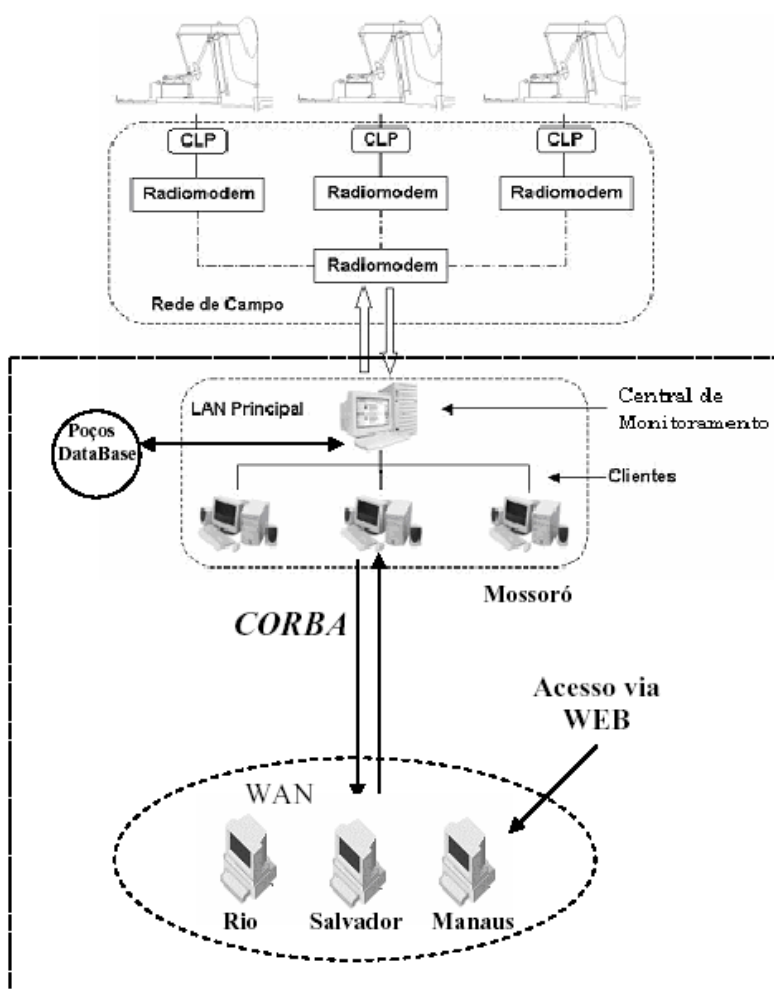 CLP
CLP
CLP
Radiomodem
Radiomodem
Radiomodem
Radiomodem
Rede de Campo
LAN Principal
Central de
Monitoramento
Poços
DataBase
Clientes
Mossoró
CORBA
Acesso via
WEB
WAN
Rio
Salvador
Manaus